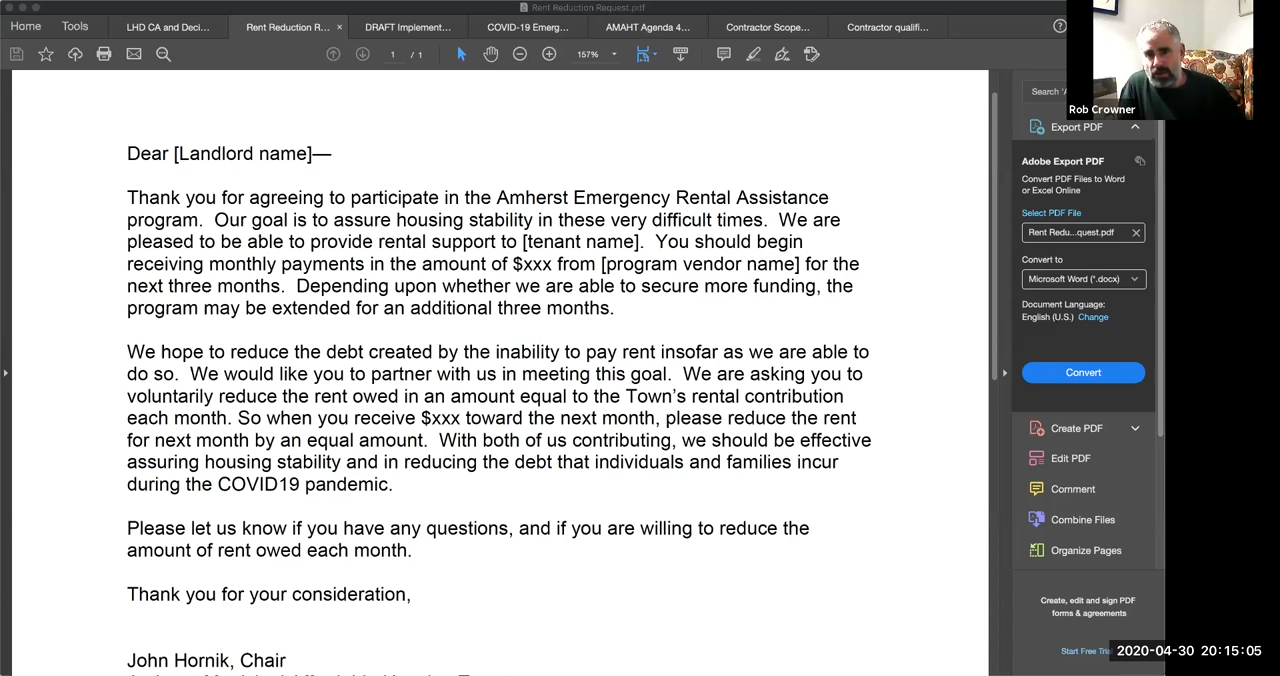 Rent Reduction Request.pdf
Home Tools LHD CA and Deci... Rent Reduction R... × DRAFT Implement... COVID-19 Emerg... AMAHT Agenda 4... Contractor Scope... Contractor qualifi...
1 / 1 157%
Rob Crowner
Dear [Landlord name]—
Thank you for agreeing to participate in the Amherst Emergency Rental Assistance
program. Our goal is to assure housing stability in these very difficult times. We are
pleased to be able to provide rental support to [tenant name]. You should begin
receiving monthly payments in the amount of $xxx from [program vendor name] for the
next three months. Depending upon whether we are able to secure more funding, the
program may be extended for an additional three months.
We hope to reduce the debt created by the inability to pay rent insofar as we are able to
do so. We would like you to partner with us in meeting this goal. We are asking you to
voluntarily reduce the rent owed in an amount equal to the Town's rental contribution
each month. So when you receive $xxx toward the next month, please reduce the rent
for next month by an equal amount. With both of us contributing, we should be effective
assuring housing stability and in reducing the debt that individuals and families incur
during the COVID19 pandemic.
Please let us know if you have any questions, and if you are willing to reduce the
amount of rent owed each month.
Thank you for your consideration,
John Hornik, Chair
Search
Export PDF
Adobe Export PDF
Convert PDF Files to Word
or Excel Online
Select PDF File
Rent Redu...quest.pdf
Convert to
Microsoft Word (*.docx)
Document Language:
English (U.S.) Change
Convert
Create PDF
Edit PDF
Comment
Combine Files
Organize Pages
Create, edit and sign PDF
forms & agreements
Start Free Trial
2020-04-30 20:15:05